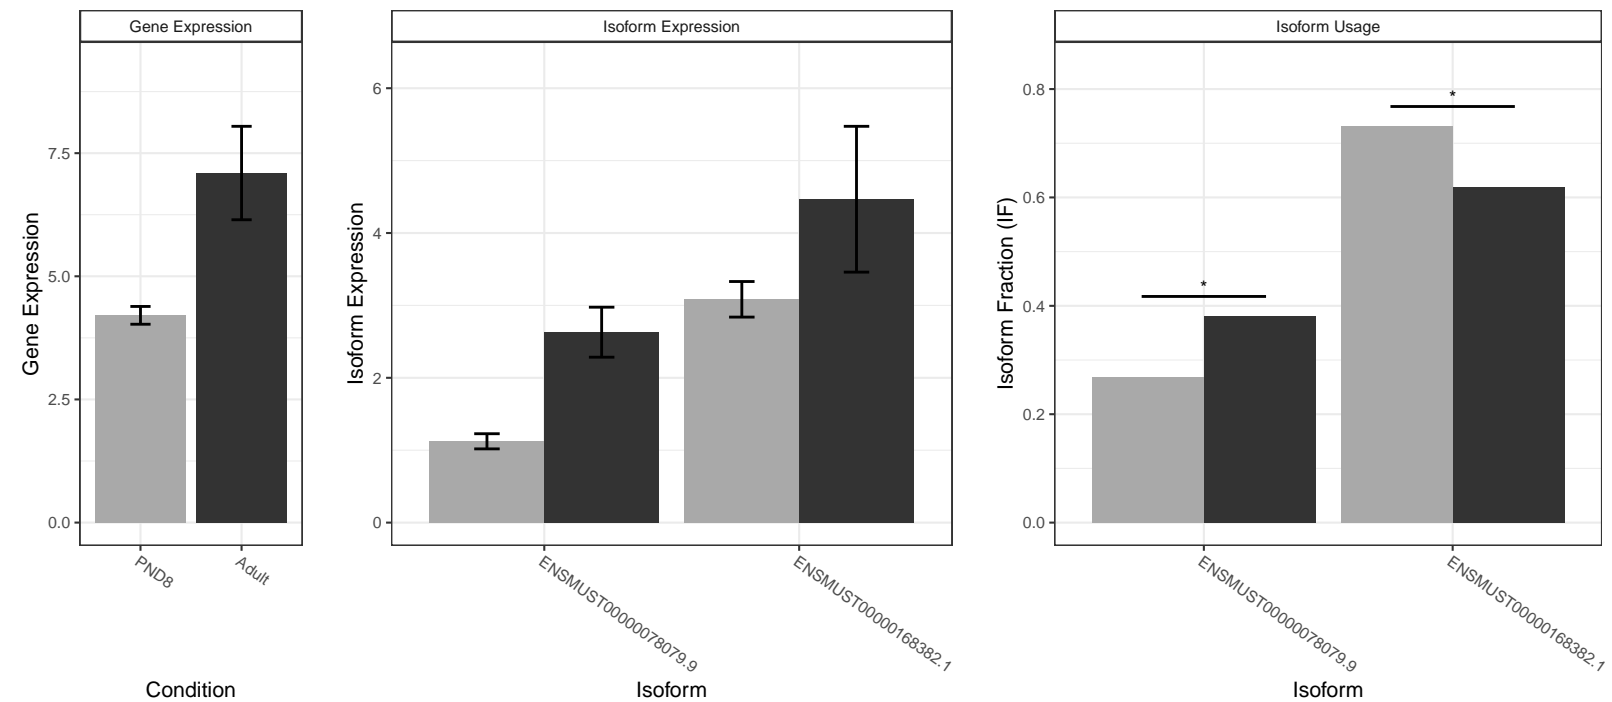 Gene Expression
Gene Expression
7.5
5.0
2.5
0.0
PND8
Adult
Condition
Isoform Expression
Isoform Expression
6
4
2
0
ENSMUST00000078079.9
ENSMUST00000168382.1
Isoform
Isoform Usage
Isoform Fraction (IF)
0.8
0.6
0.4
0.2
0.0
*
*
ENSMUST00000078079.9
ENSMUST00000168382.1
Isoform